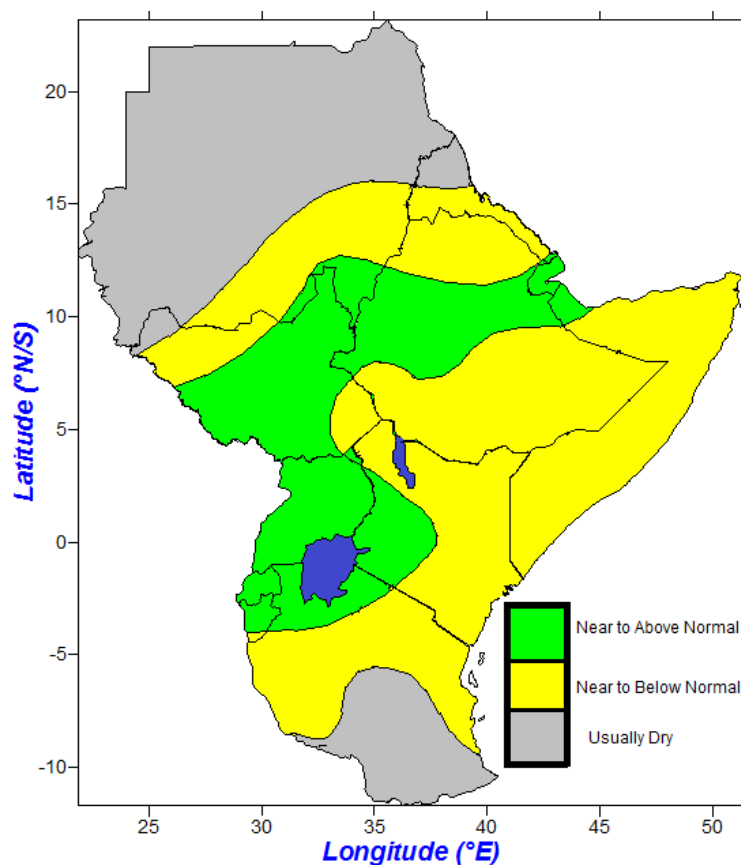 20
15
10
5
0
-5
-10
Latitude (°N/S)
Near to Above Normal
Near to Below Normal
Usually Dry
25
30
35
40
45
50
Longitude (°E)